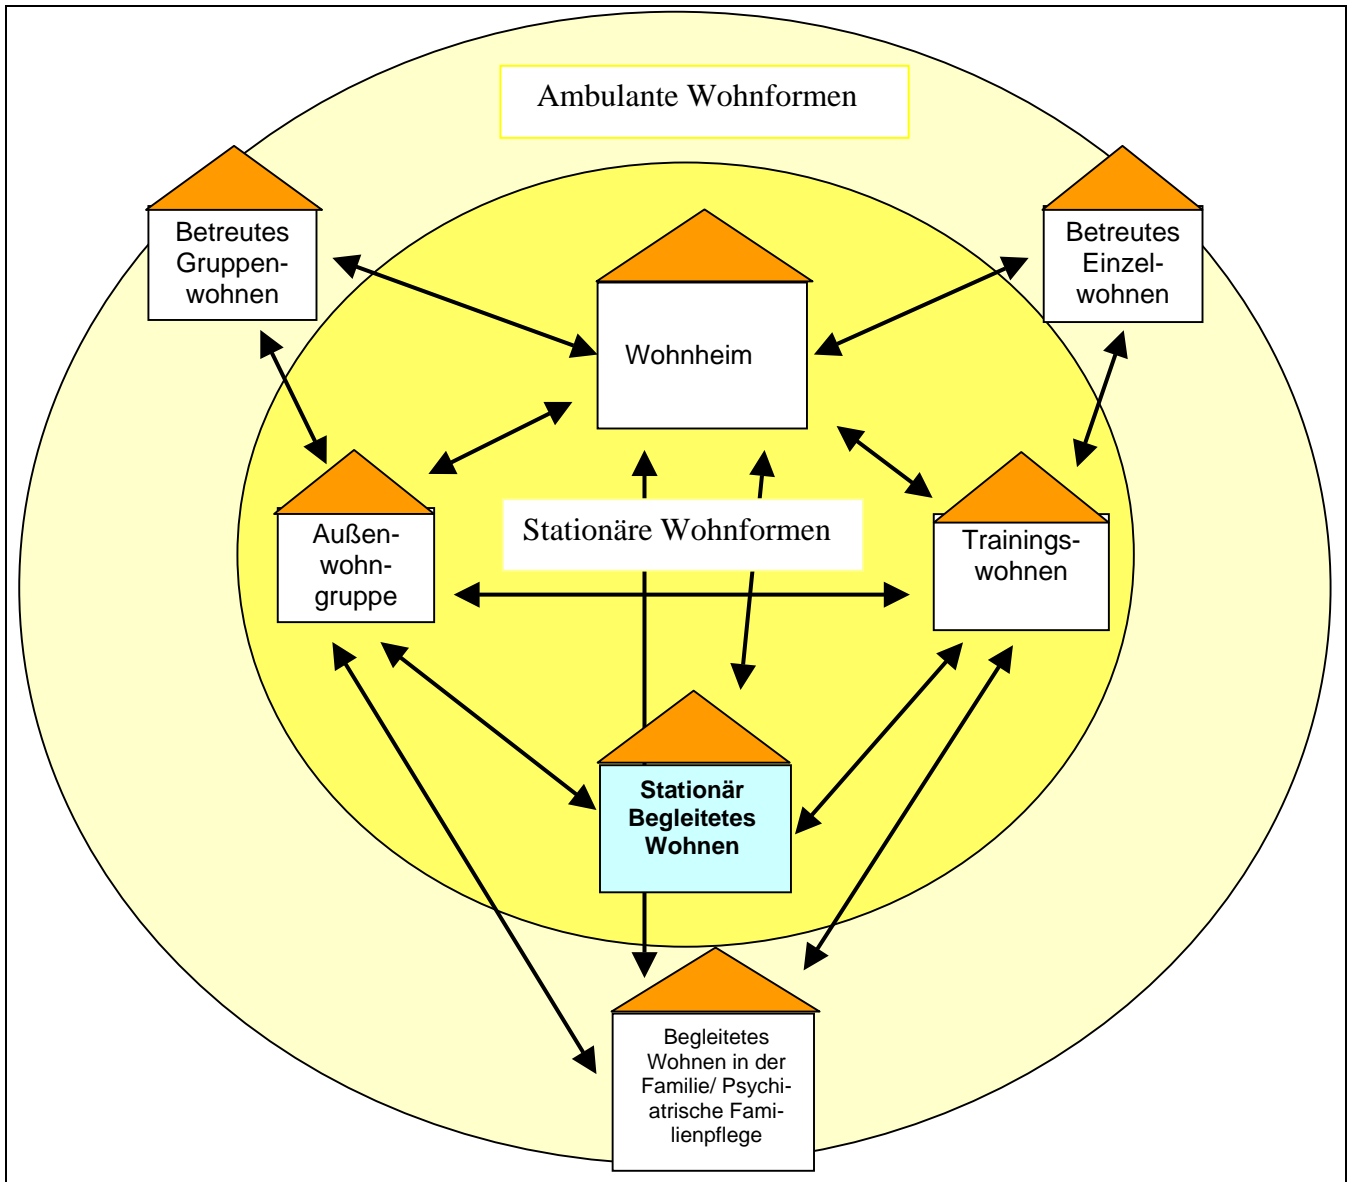 Ambulante Wohnformen
Betreutes
Gruppen-
wohnen
Betreutes
Einzel-
wohnen
Wohnheim
Stationäre Wohnformen
Außen-
wohn-
gruppe
Trainings-
wohnen
Stationär
Begleitetes
Wohnen
Begleitetes
Wohnen in der
Familie/ Psychi-
atrische Fami-
lienpflege